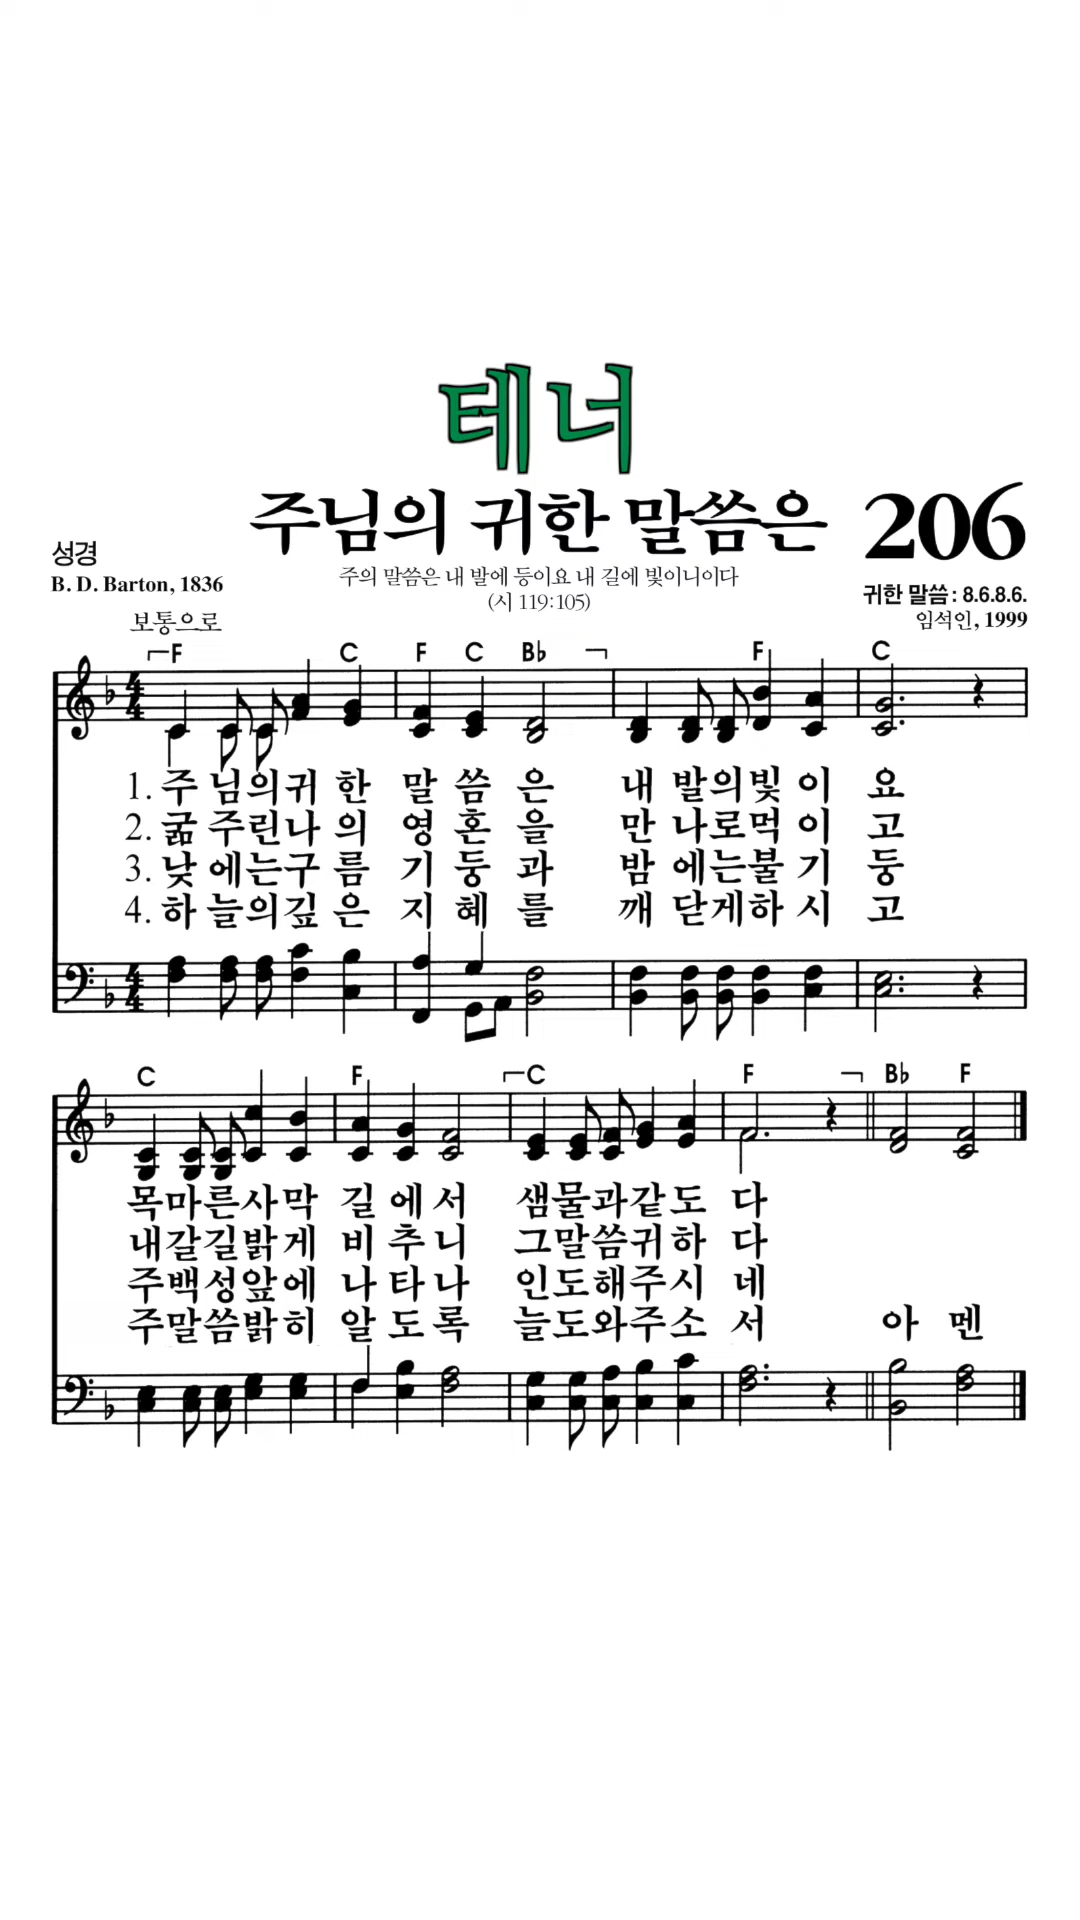 테너
주님의 귀한 말씀은 206
성경
B. D. Barton, 1836
주의 말씀은 내 발에 등이요 내 길에 빛이니이다
(시 119:105)
귀한 말씀 : 8.6.8.6.
임석인, 1999
보통으로
F C F C B♭ F C
4 4
1. 주 님의귀 한 말 씀 은 내 발의빛 이 요
2. 굶 주린나 의 영 혼 을 만 나로먹 이 고
3. 낮 에는구 름 기 둥 과 밤 에는불 기 둥
4. 하 늘의깊 은 지 혜 를 깨 닫게하 시 고
4 4
C F C F B♭ F
목마른사막 길에서 샘물과같도 다
내갈길밝게 비추니 그말씀귀하 다
주백성앞에 나타나 인도해주시 네
주말씀밝히 알도록 늘도와주소 서 아 멘